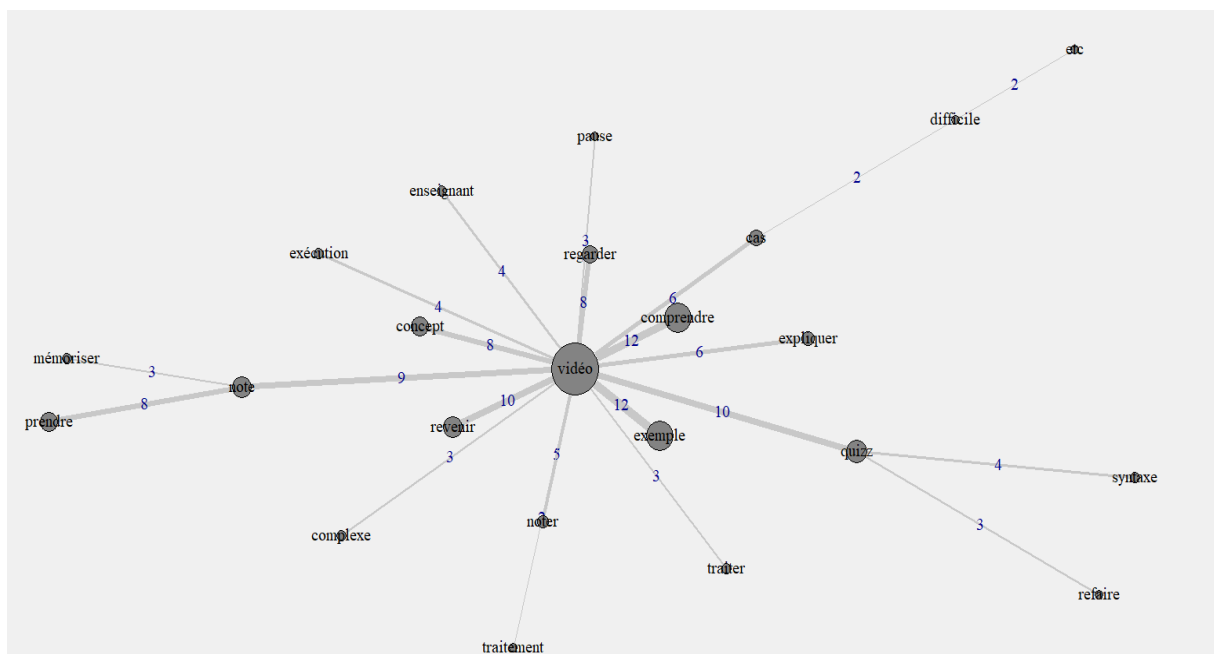 etc
2
difficile
pause
2
enseignant
cas
3
exécution
regarder
4
6
8
4
comprendre
concept
12
expliquer
8
6
mémoriser
vidéo
3
9
note
8
12
10
prendre
10
revenir
exemple
quizz
5
3
4
3
syntaxe
noter
3
complexe
traiter
refaire
traitement